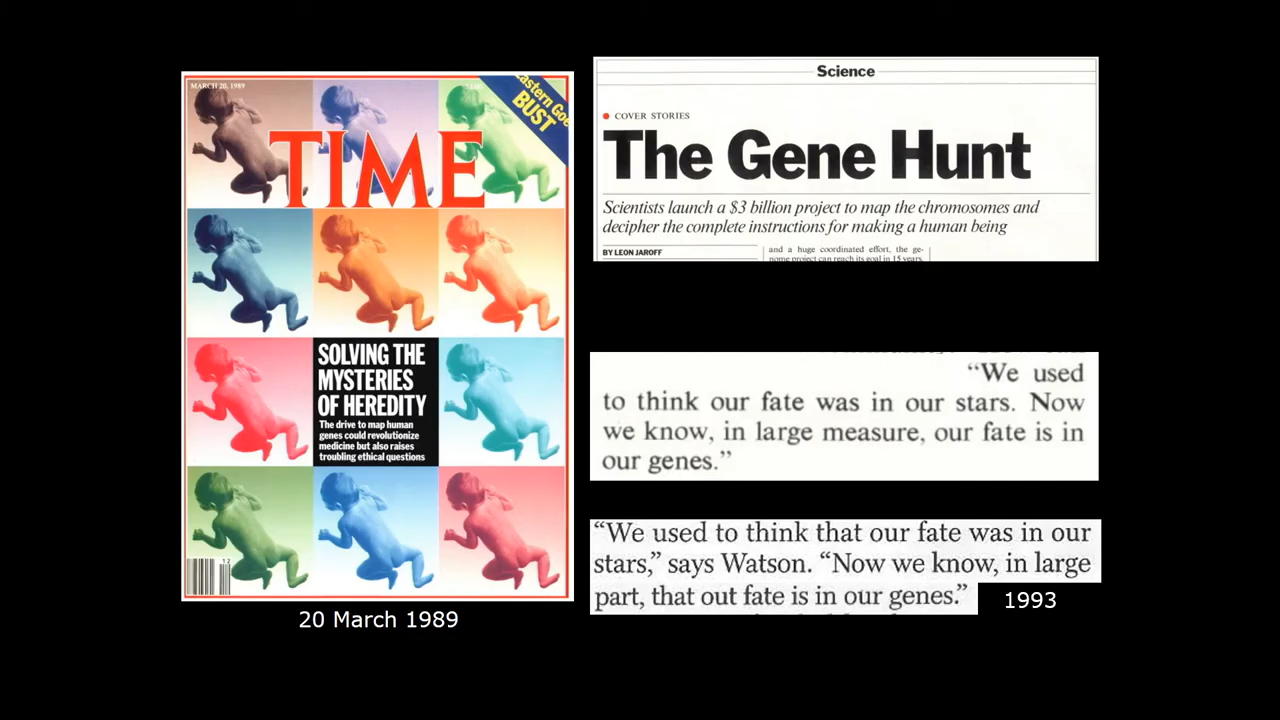 MARCH 20, 1989
BUST
TIME
SOLVING THE
MYSTERIES
OF HEREDITY
The drive to map human
genes could revolutionize
medicine but also raises
troubling ethical questions
12
20 March 1989
Science
COVER STORIES
The Gene Hunt
Scientists launch a $3 billion project to map the chromosomes and
decipher the complete instructions for making a human being
BY LEON JAROFF
and a huge coordinated effort, the ge-
nome project can reach its goal in 15 years.
“We used
to think our fate was in our stars. Now
we know, in large measure, our fate is in
our genes.”
“We used to think that our fate was in our
stars,” says Watson. “Now we know, in large
part, that out fate is in our genes.”
1993